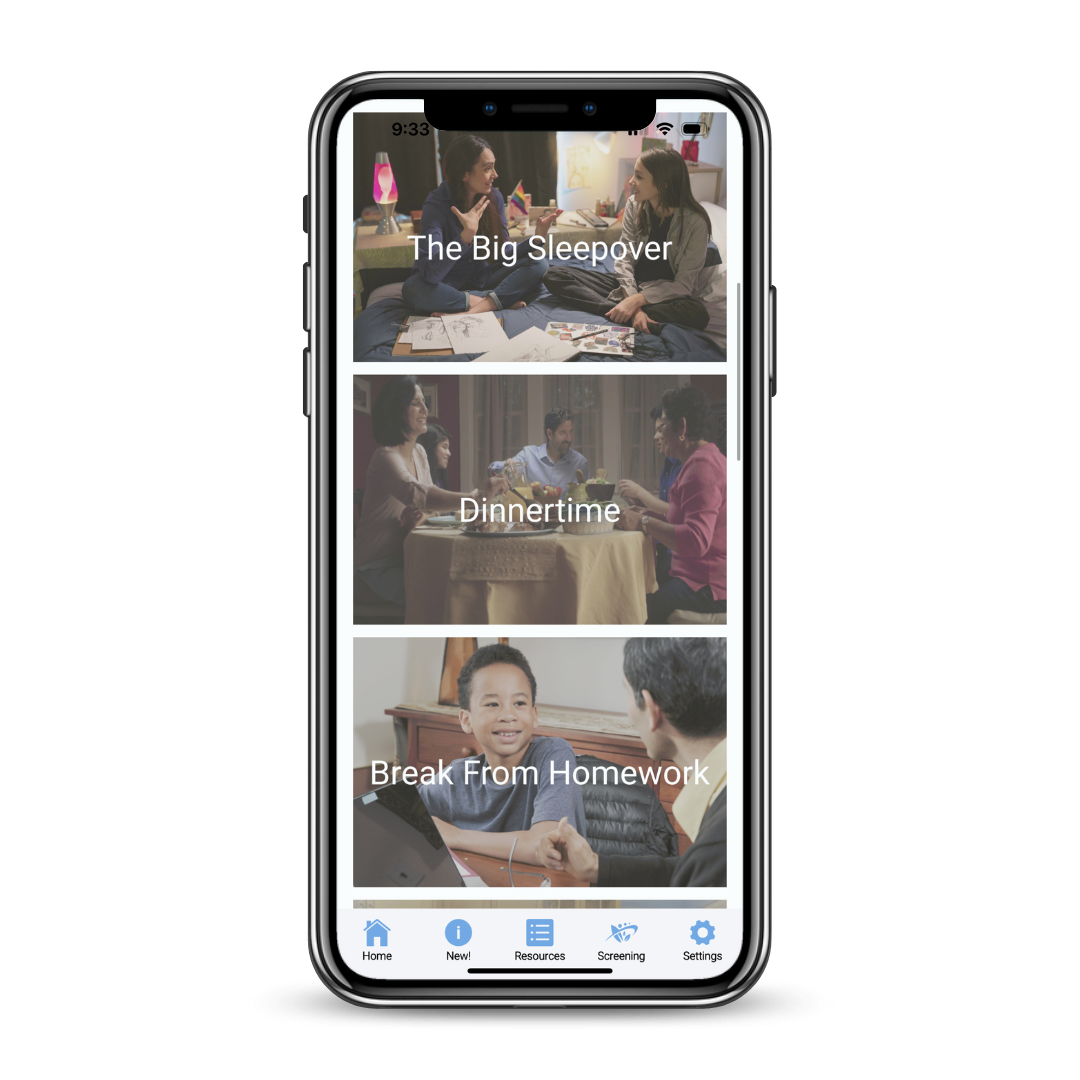 9:33
The Big Sleepover
Dinnertime
Break From Homework
Home New! Resources Screening Settings